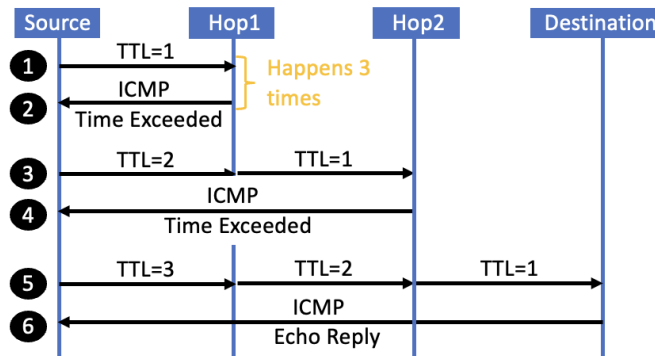 Source Hop1 Hop2 Destination
1 TTL=1
Happens 3
times
2 ICMP
Time Exceeded
3 TTL=2 TTL=1
4 ICMP
Time Exceeded
5 TTL=3 TTL=2 TTL=1
6 ICMP
Echo Reply